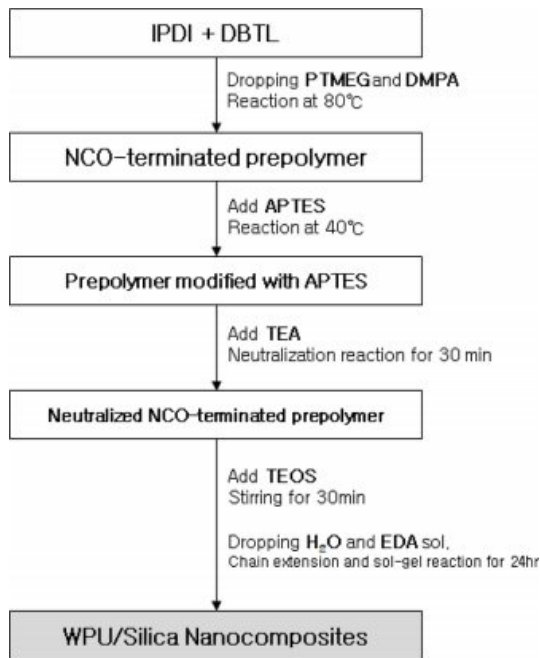 IPDI + DBTL
Dropping PTMEG and DMPA
Reaction at 80℃
NCO-terminated prepolymer
Add APTES
Reaction at 40℃
Prepolymer modified with APTES
Add TEA
Neutralization reaction for 30 min
Neutralized NCO-terminated prepolymer
Add TEOS
Stirring for 30min
Dropping H₂O and EDA sol.
Chain extension and sol-gel reaction for 24hr
WPU/Silica Nanocomposites